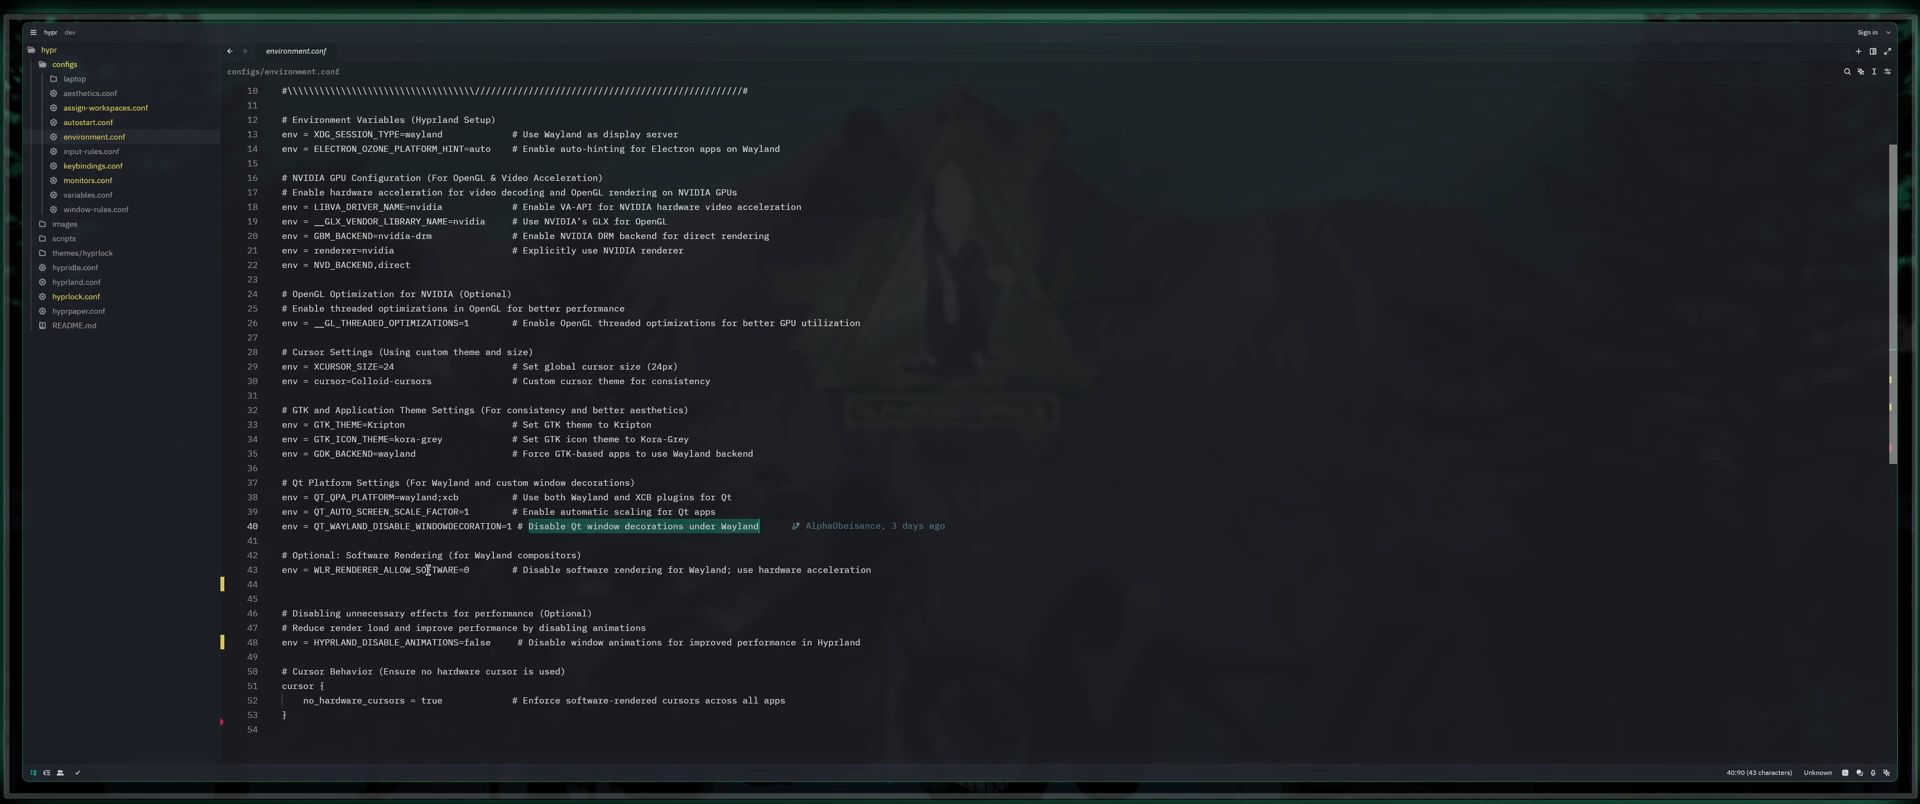 hypr dev Sign in
hypr
configs
laptop
aesthetics.conf
assign-workspaces.conf
autostart.conf
environment.conf
input-rules.conf
keybindings.conf
monitors.conf
variables.conf
window-rules.conf
images
scripts
themes/hyprlock
hypridle.conf
hyprland.conf
hyprlock.conf
hyprpaper.conf
README.md
environment.conf
configs/environment.conf
10 #\\\\\\\\\\\\\\\\\\\\\\\\\\\\\\\\\\\//////////////////////////////////////////////////#
11
12 # Environment Variables (Hyprland Setup)
13 env = XDG_SESSION_TYPE=wayland # Use Wayland as display server
14 env = ELECTRON_OZONE_PLATFORM_HINT=auto # Enable auto-hinting for Electron apps on Wayland
15
16 # NVIDIA GPU Configuration (For OpenGL & Video Acceleration)
17 # Enable hardware acceleration for video decoding and OpenGL rendering on NVIDIA GPUs
18 env = LIBVA_DRIVER_NAME=nvidia # Enable VA-API for NVIDIA hardware video acceleration
19 env = __GLX_VENDOR_LIBRARY_NAME=nvidia # Use NVIDIA's GLX for OpenGL
20 env = GBM_BACKEND=nvidia-drm # Enable NVIDIA DRM backend for direct rendering
21 env = renderer=nvidia # Explicitly use NVIDIA renderer
22 env = NVD_BACKEND,direct
23
24 # OpenGL Optimization for NVIDIA (Optional)
25 # Enable threaded optimizations in OpenGL for better performance
26 env = __GL_THREADED_OPTIMIZATIONS=1 # Enable OpenGL threaded optimizations for better GPU utilization
27
28 # Cursor Settings (Using custom theme and size)
29 env = XCURSOR_SIZE=24 # Set global cursor size (24px)
30 env = cursor=Colloid-cursors # Custom cursor theme for consistency
31
32 # GTK and Application Theme Settings (For consistency and better aesthetics)
33 env = GTK_THEME=Kripton # Set GTK theme to Kripton
34 env = GTK_ICON_THEME=kora-grey # Set GTK icon theme to Kora-Grey
35 env = GDK_BACKEND=wayland # Force GTK-based apps to use Wayland backend
36
37 # Qt Platform Settings (For Wayland and custom window decorations)
38 env = QT_QPA_PLATFORM=wayland;xcb # Use both Wayland and XCB plugins for Qt
39 env = QT_AUTO_SCREEN_SCALE_FACTOR=1 # Enable automatic scaling for Qt apps
40 env = QT_WAYLAND_DISABLE_WINDOWDECORATION=1 # Disable Qt window decorations under Wayland AlphaObeisance, 3 days ago
41
42 # Optional: Software Rendering (for Wayland compositors)
43 env = WLR_RENDERER_ALLOW_SOFTWARE=0 # Disable software rendering for Wayland; use hardware acceleration
44
45
46 # Disabling unnecessary effects for performance (Optional)
47 # Reduce render load and improve performance by disabling animations
48 env = HYPRLAND_DISABLE_ANIMATIONS=false # Disable window animations for improved performance in Hyprland
49
50 # Cursor Behavior (Ensure no hardware cursor is used)
51 cursor {
52 no_hardware_cursors = true # Enforce software-rendered cursors across all apps
53 }
54
40:90 (43 characters) Unknown